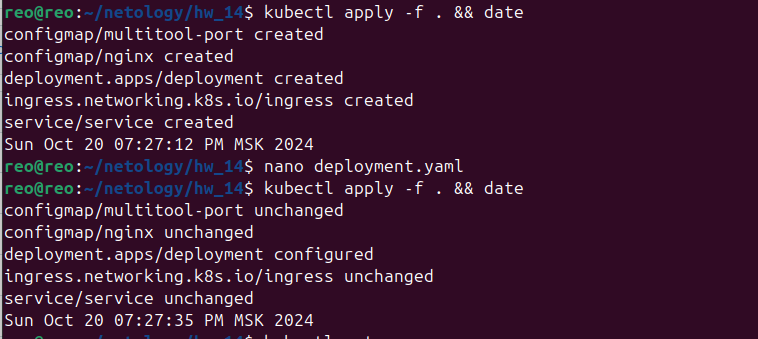 reo@reo:~/netology/hw_14$ kubectl apply -f . && date
configmap/multitool-port created
configmap/nginx created
deployment.apps/deployment created
ingress.networking.k8s.io/ingress created
service/service created
Sun Oct 20 07:27:12 PM MSK 2024
reo@reo:~/netology/hw_14$ nano deployment.yaml
reo@reo:~/netology/hw_14$ kubectl apply -f . && date
configmap/multitool-port unchanged
configmap/nginx unchanged
deployment.apps/deployment configured
ingress.networking.k8s.io/ingress unchanged
service/service unchanged
Sun Oct 20 07:27:35 PM MSK 2024